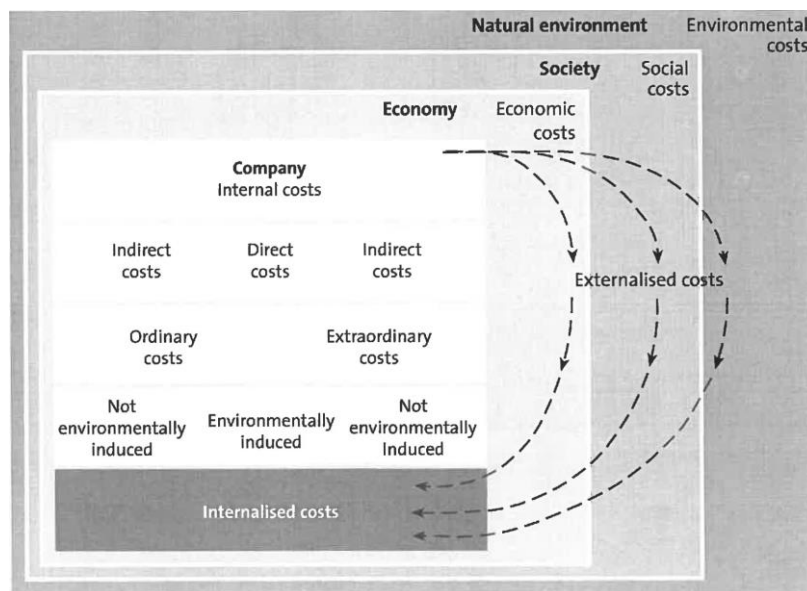 Natural environment Environmental
costs
Society Social
costs
Economy Economic
costs
Company
Internal costs
Indirect Direct Indirect
costs costs costs
Externalised costs
Ordinary Extraordinary
costs costs
Not Environmentally Not
environmentally induced environmentally
induced Induced
Internalised costs